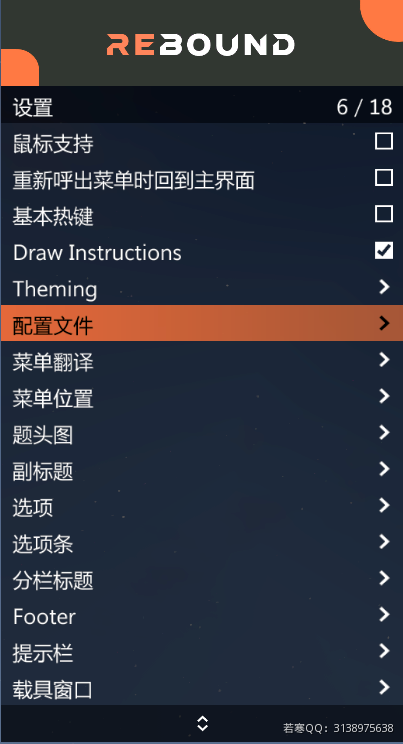 REBOUND
设置 6 / 18
鼠标支持
重新呼出菜单时回到主界面
基本热键
Draw Instructions
Theming
配置文件
菜单翻译
菜单位置
题头图
副标题
选项
选项条
分栏标题
Footer
提示栏
载具窗口
若寒QQ：3138975638